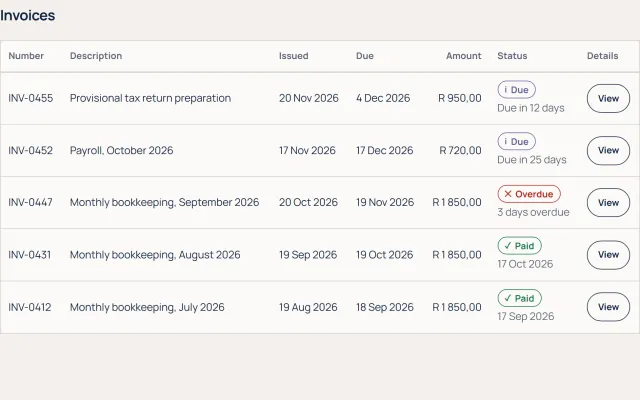 Invoices
Number Description Issued Due Amount Status Details
INV-0455 Provisional tax return preparation 20 Nov 2026 4 Dec 2026 R 950,00 i Due View
Due in 12 days
INV-0452 Payroll, October 2026 17 Nov 2026 17 Dec 2026 R 720,00 i Due View
Due in 25 days
INV-0447 Monthly bookkeeping, September 2026 20 Oct 2026 19 Nov 2026 R 1 850,00 ✕ Overdue View
3 days overdue
INV-0431 Monthly bookkeeping, August 2026 19 Sep 2026 19 Oct 2026 R 1 850,00 ✓ Paid View
17 Oct 2026
INV-0412 Monthly bookkeeping, July 2026 19 Aug 2026 18 Sep 2026 R 1 850,00 ✓ Paid View
17 Sep 2026